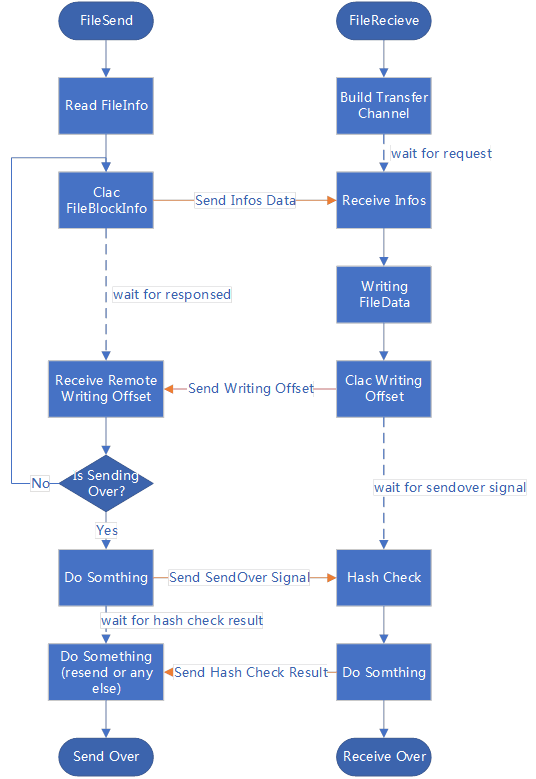 FileSend
FileRecieve
Read FileInfo
Build Transfer
Channel
wait for request
Clac
FileBlockInfo
Send Infos Data
Receive Infos
Writing
FileData
wait for responsed
Receive Remote
Writing Offset
Send Writing Offset
Clac Writing
Offset
Is Sending
Over?
No
wait for sendover signal
Yes
Do Somthing
Send SendOver Signal
Hash Check
wait for hash check result
Do Something
(resend or any
else)
Send Hash Check Result
Do Somthing
Send Over
Receive Over